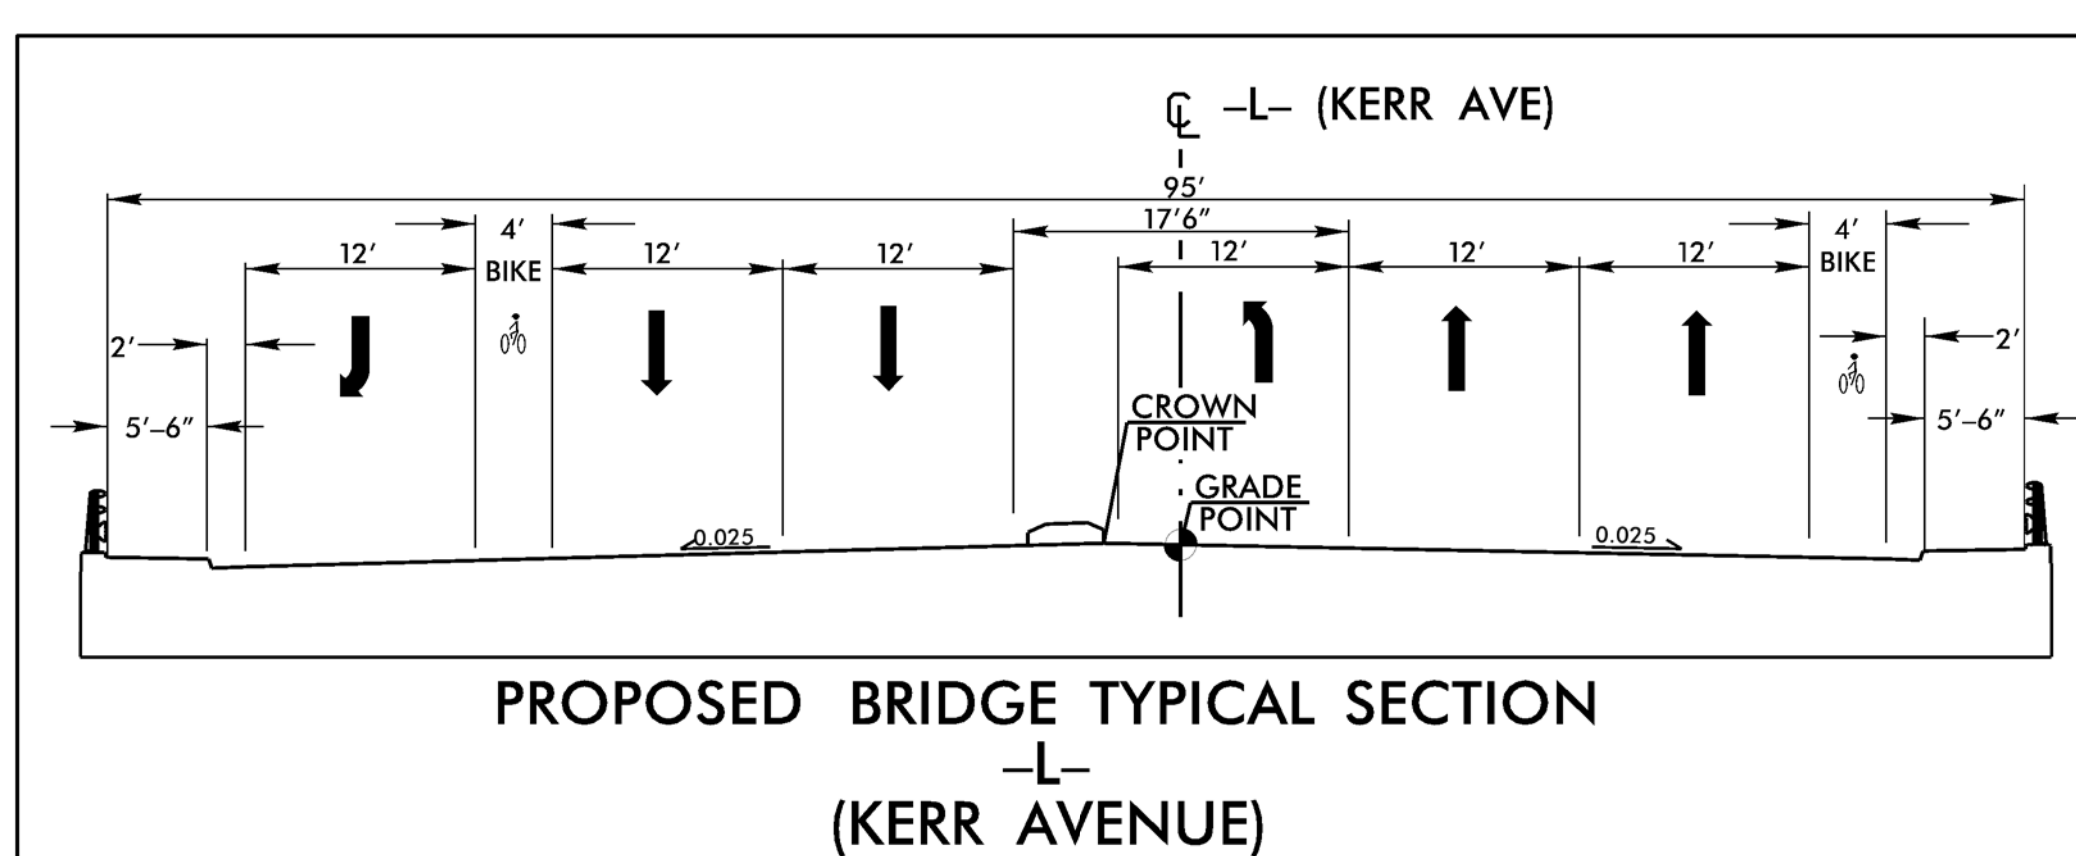 ℄ –L– (KERR AVE)
95′
17′6″
4′
BIKE
4′
BIKE
12′
12′
12′
12′
12′
12′
2′
2′
5′–6″
5′–6″
CROWN
POINT
GRADE
POINT
0.025
0.025
PROPOSED BRIDGE TYPICAL SECTION
–L–
(KERR AVENUE)